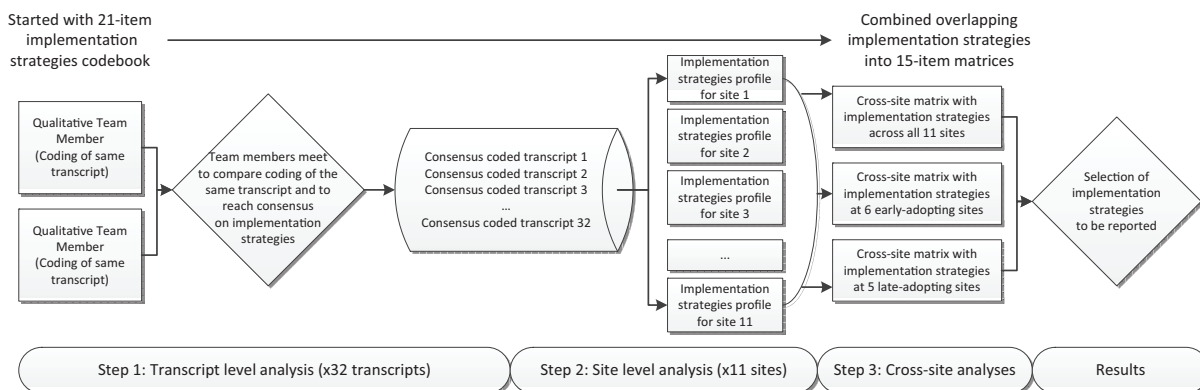 Started with 21-item
implementation
strategies codebook
Combined overlapping
implementation strategies
into 15-item matrices
Qualitative Team
Member
(Coding of same
transcript)
Qualitative Team
Member
(Coding of same
transcript)
Team members meet
to compare coding of the
same transcript and to
reach consensus
on implementation
strategies
Consensus coded transcript 1
Consensus coded transcript 2
Consensus coded transcript 3
...
Consensus coded transcript 32
Implementation
strategies profile
for site 1
Implementation
strategies profile
for site 2
Implementation
strategies profile
for site 3
...
Implementation
strategies profile
for site 11
Cross-site matrix with
implementation strategies
across all 11 sites
Cross-site matrix with
implementation strategies
at 6 early-adopting sites
Cross-site matrix with
implementation strategies
at 5 late-adopting sites
Selection of
implementation
strategies
to be reported
Step 1: Transcript level analysis (x32 transcripts)
Step 2: Site level analysis (x11 sites)
Step 3: Cross-site analyses
Results